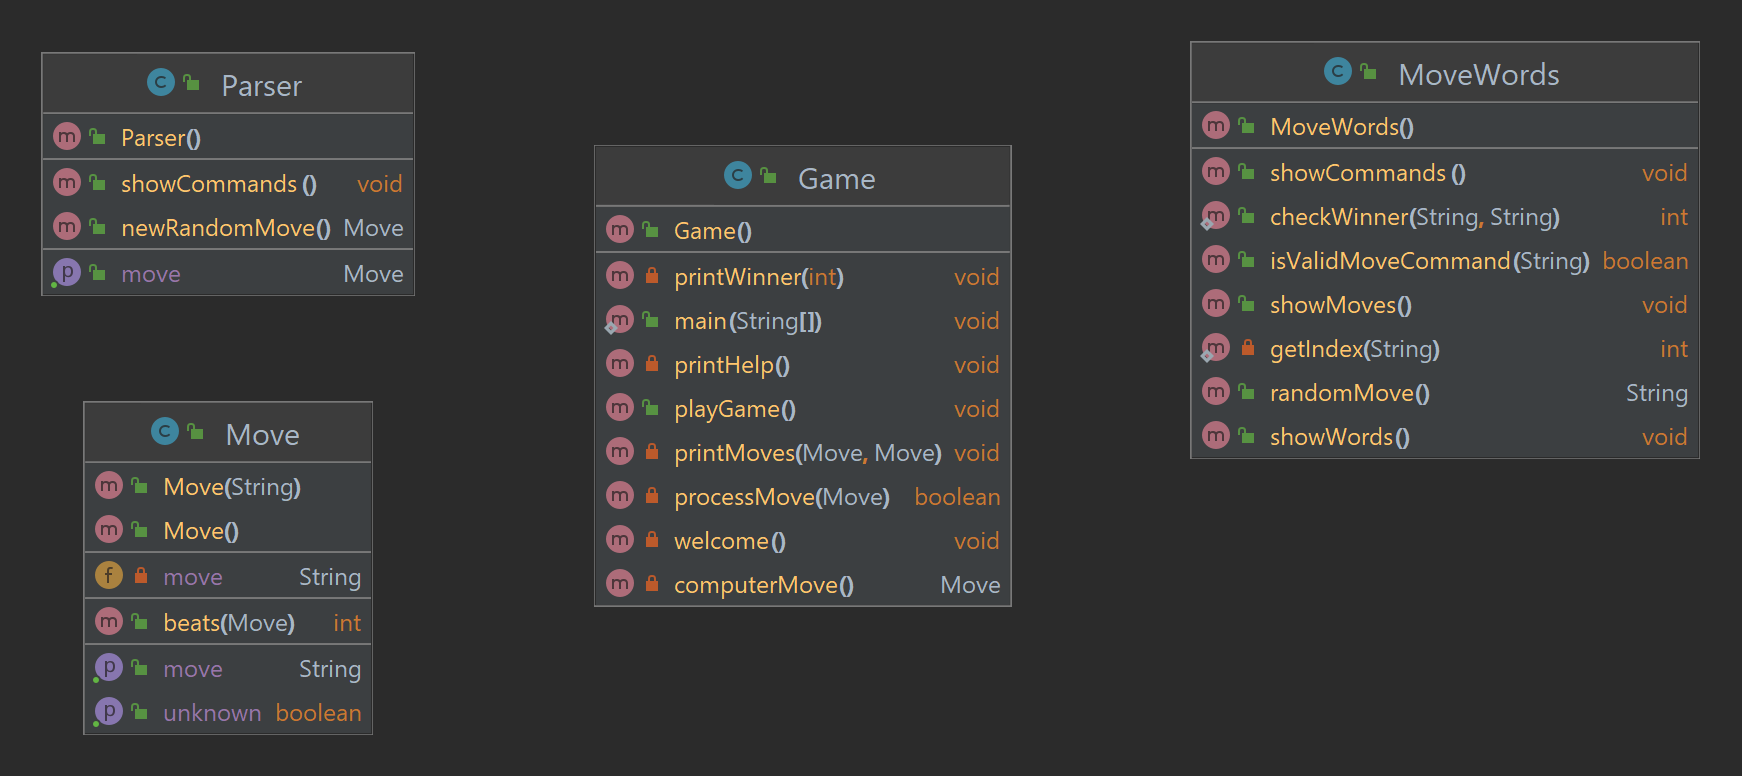 C Parser
m Parser()
m showCommands() void
m newRandomMove() Move
p move Move
C Move
m Move(String)
m Move()
f move String
m beats(Move) int
p move String
p unknown boolean
C Game
m Game()
m printWinner(int) void
m main(String[]) void
m printHelp() void
m playGame() void
m printMoves(Move, Move) void
m processMove(Move) boolean
m welcome() void
m computerMove() Move
C MoveWords
m MoveWords()
m showCommands() void
m checkWinner(String, String) int
m isValidMoveCommand(String) boolean
m showMoves() void
m getIndex(String) int
m randomMove() String
m showWords() void